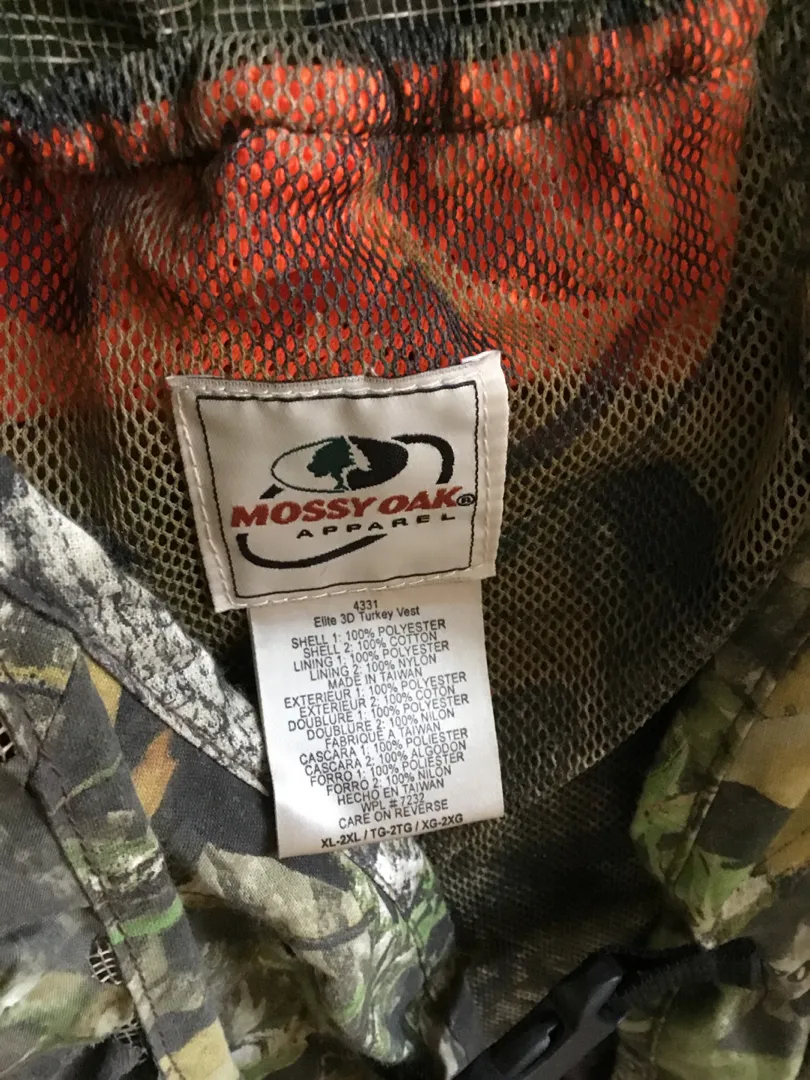 MOSSY OAK®
APPAREL
4331
Elite 3D Turkey Vest
SHELL 1: 100% POLYESTER
SHELL 2: 100% COTTON
LINING 1: 100% POLYESTER
LINING 2: 100% NYLON
MADE IN TAIWAN
EXTERIEUR 1: 100% POLYESTER
EXTERIEUR 2: 100% COTON
DOUBLURE 1: 100% POLYESTER
DOUBLURE 2: 100% NILON
FABRIQUE A TAIWAN
CASCARA 1: 100% POLIESTER
CASCARA 2: 100% ALGODON
FORRO 1: 100% POLIESTER
FORRO 2: 100% NILON
HECHO EN TAIWAN
WPL # 7232
CARE ON REVERSE
XL-2XL / TG-2TG / XG-2XG